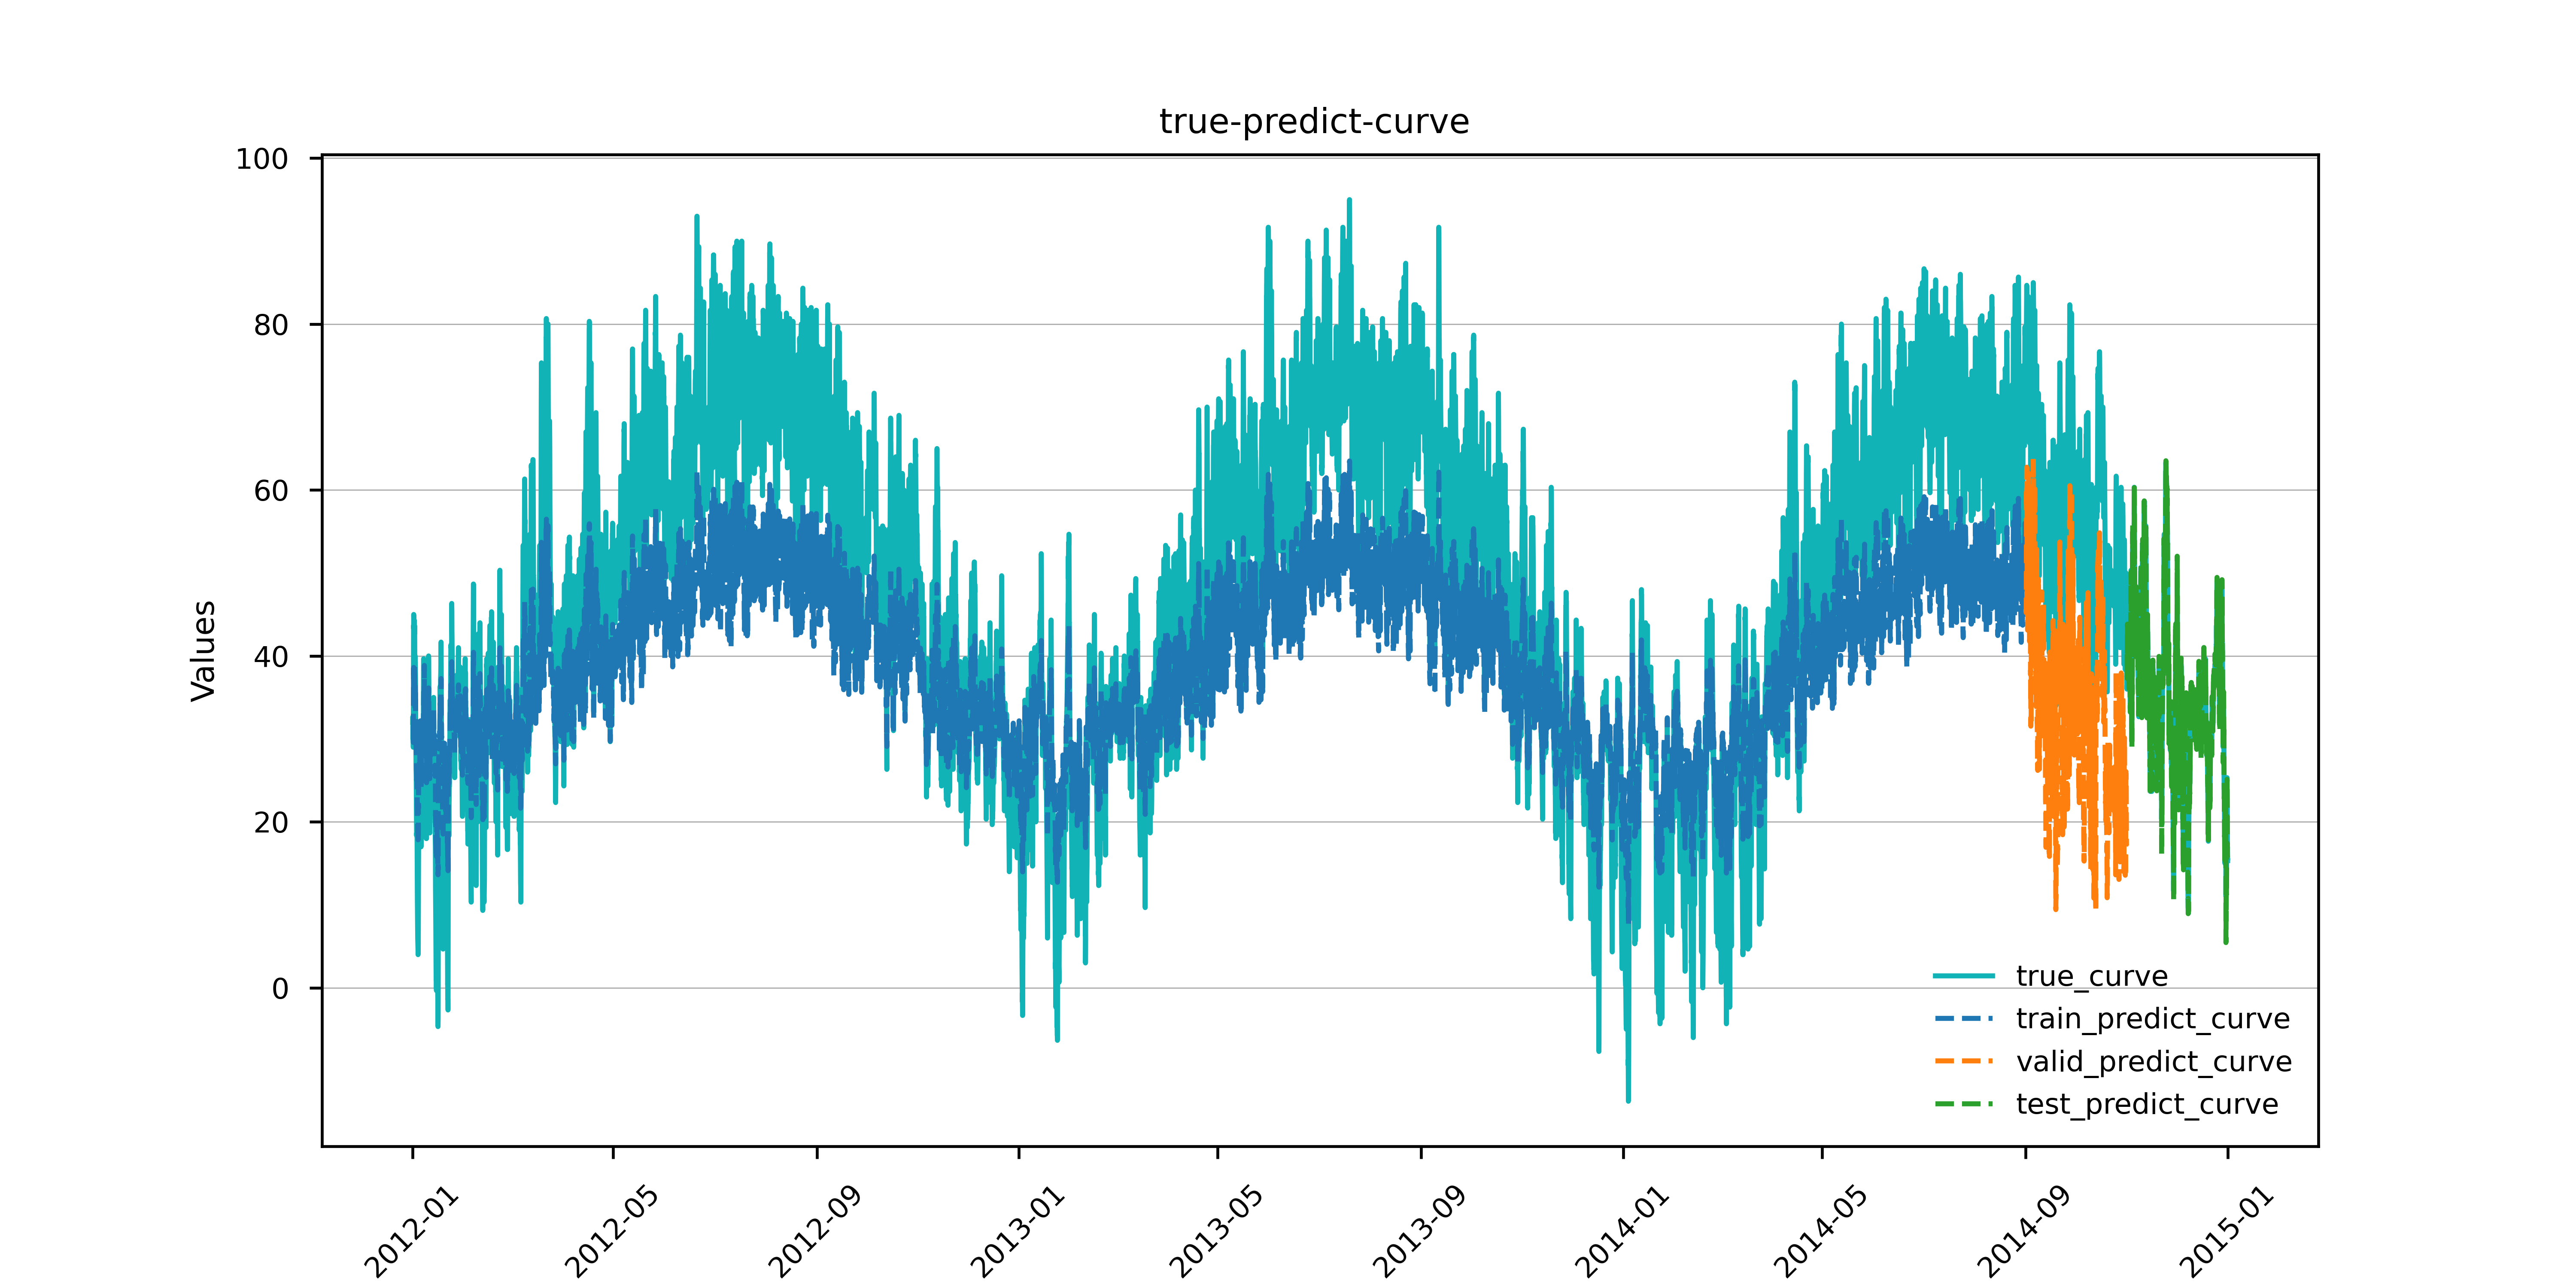 true-predict-curve
100
80
60
40
20
0
Values
true_curve
train_predict_curve
valid_predict_curve
test_predict_curve
2012-01
2012-05
2012-09
2013-01
2013-05
2013-09
2014-01
2014-05
2014-09
2015-01